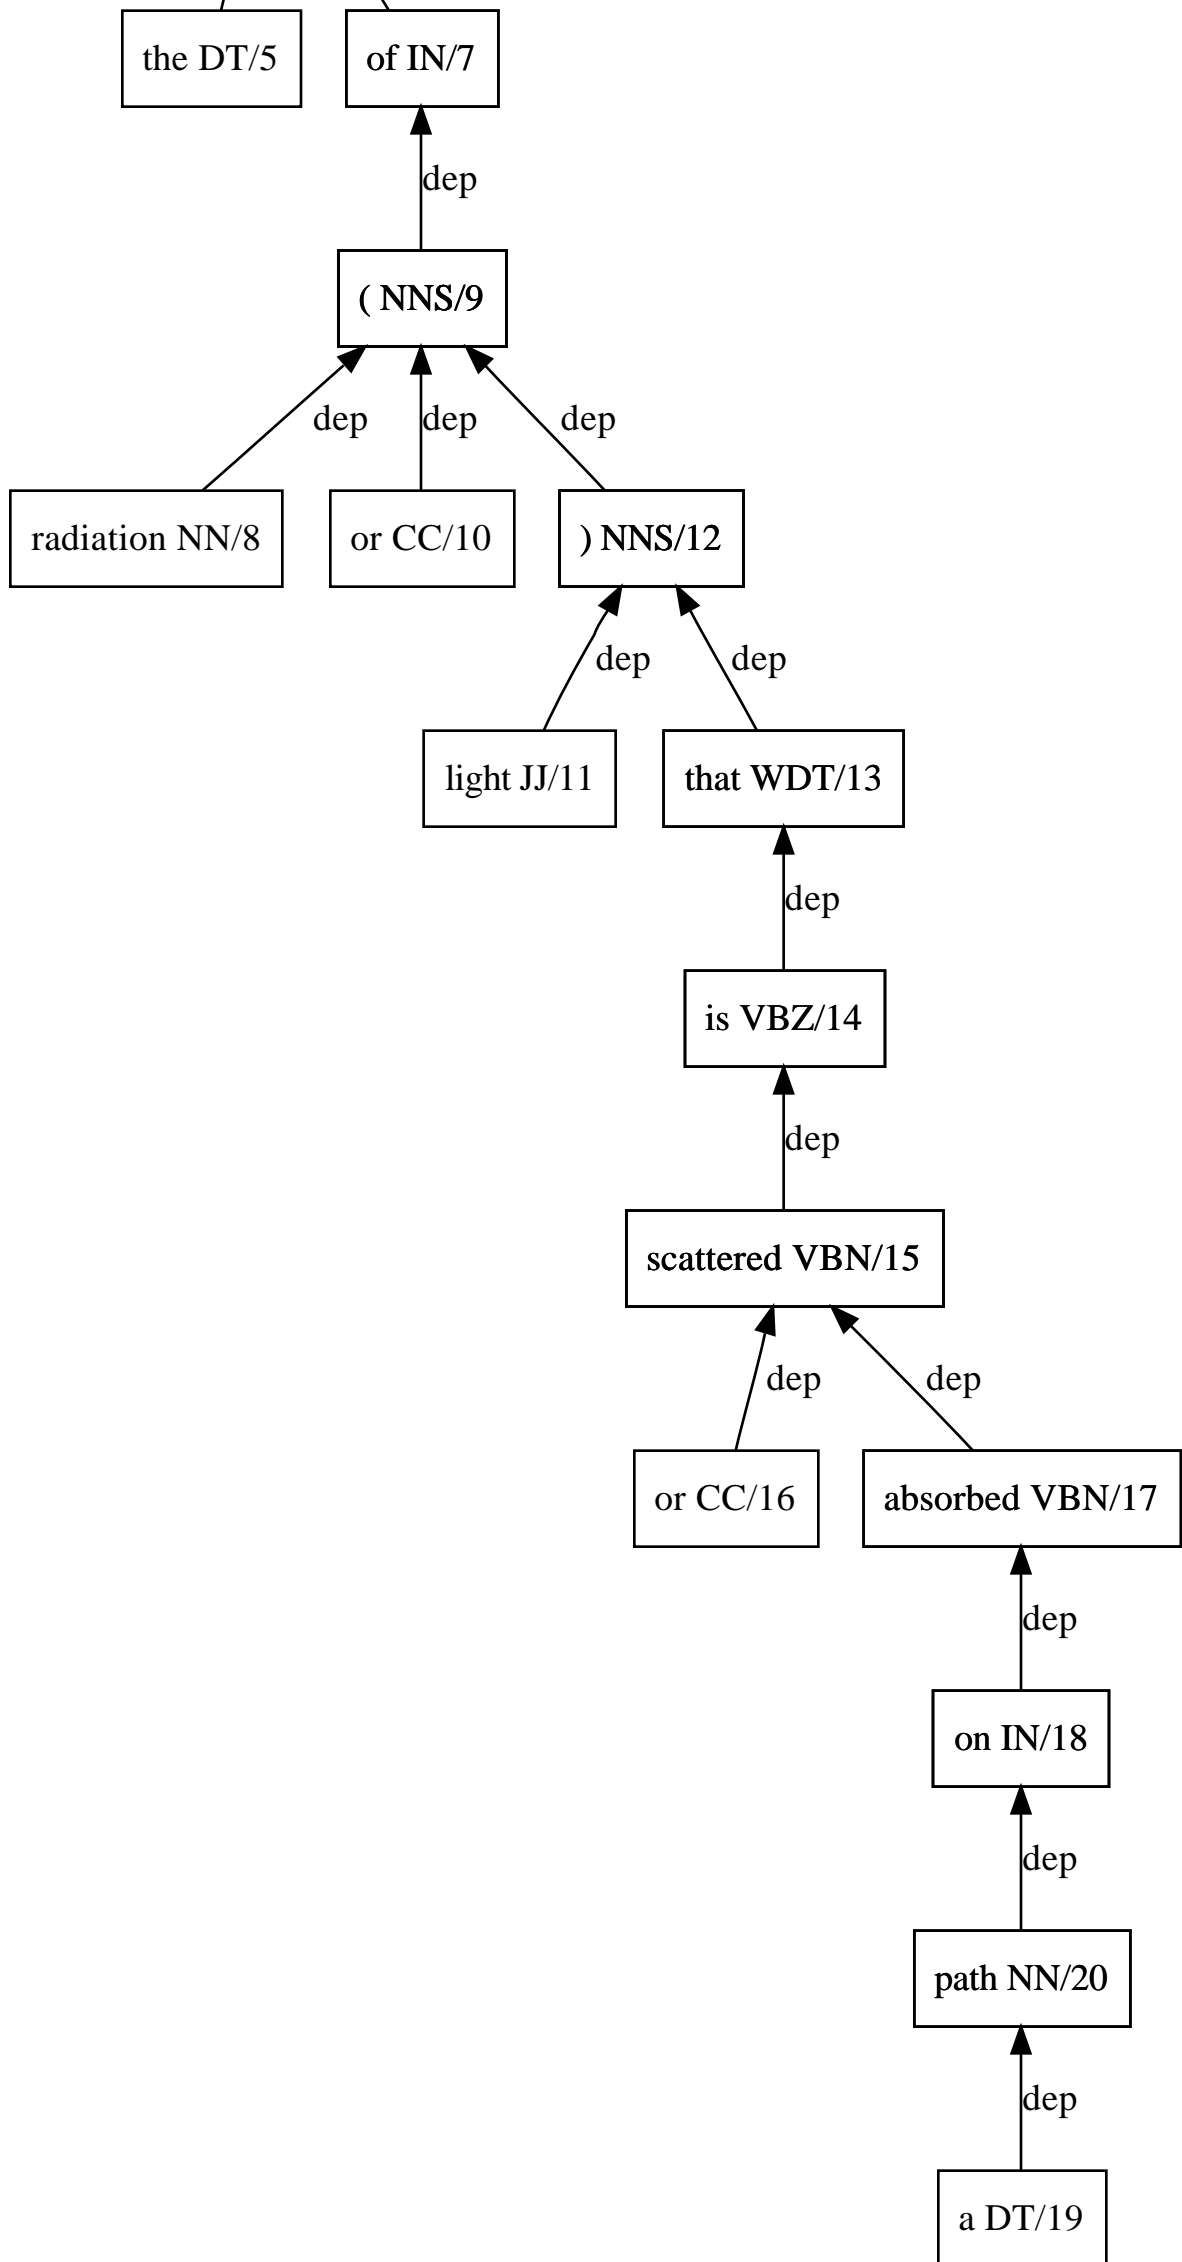 the DT/5 of IN/7
dep
( NNS/9
dep dep dep
radiation NN/8 or CC/10 ) NNS/12
dep dep
light JJ/11 that WDT/13
dep
is VBZ/14
dep
scattered VBN/15
dep dep
or CC/16 absorbed VBN/17
dep
on IN/18
dep
path NN/20
dep
a DT/19